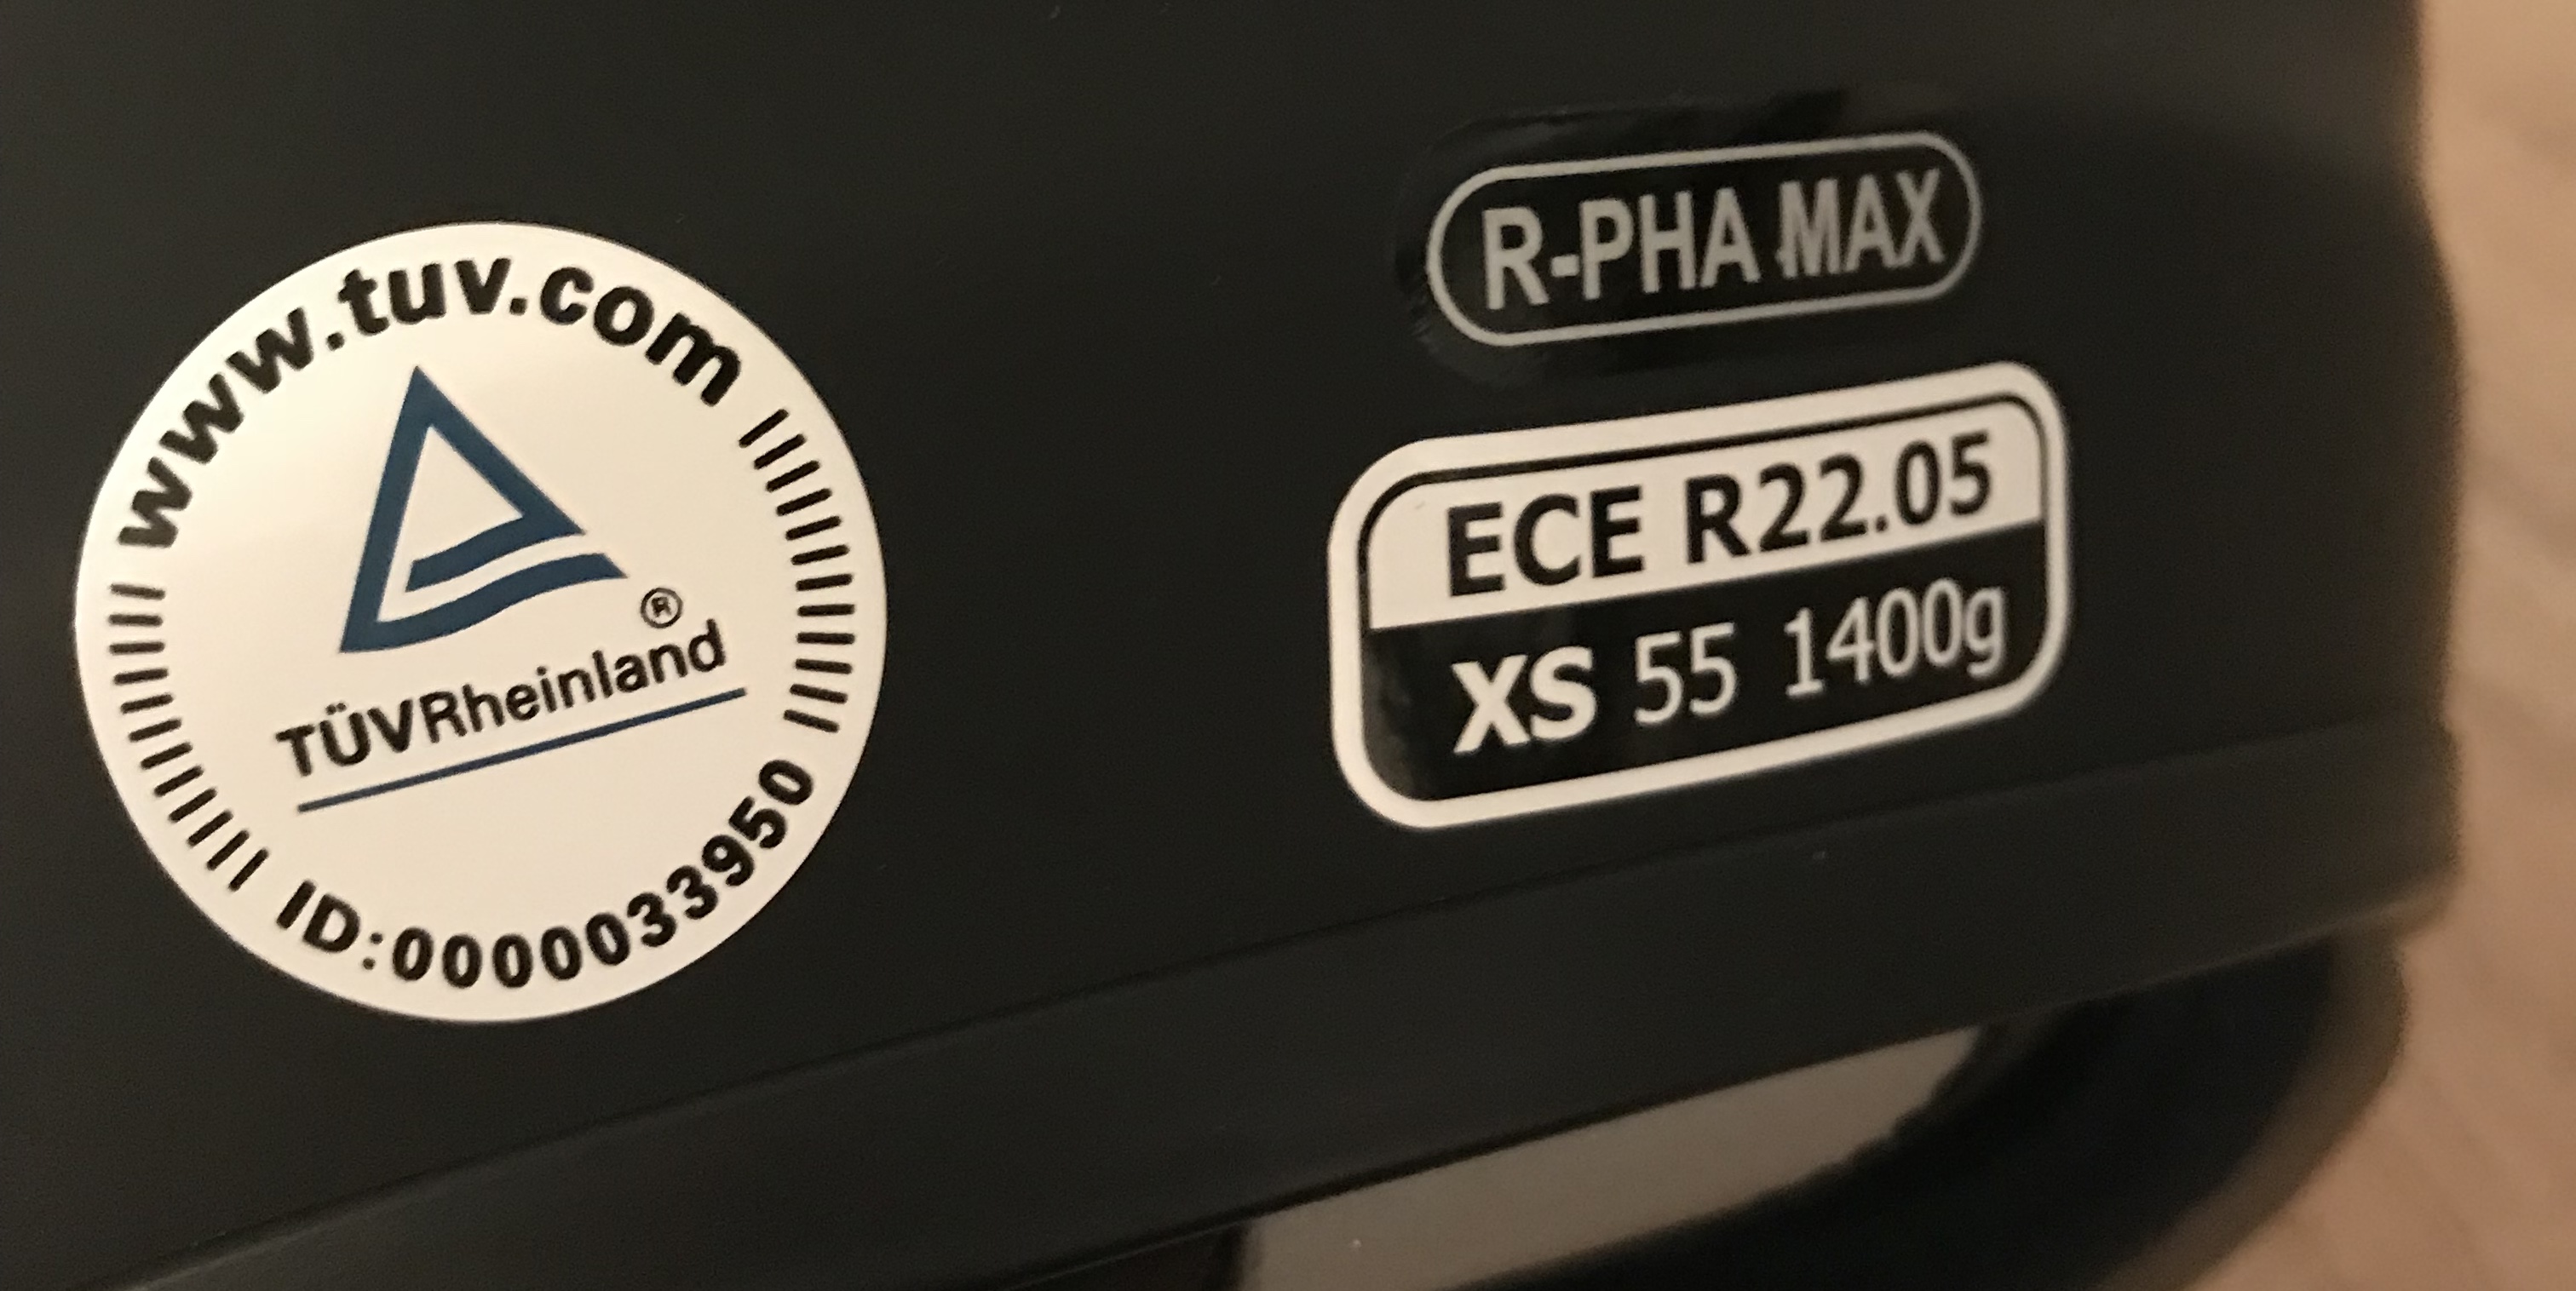 www.tuv.com
®
TÜVRheinland
ID:0000033950
R-PHA MAX
ECE R22.05
XS 55 1400g